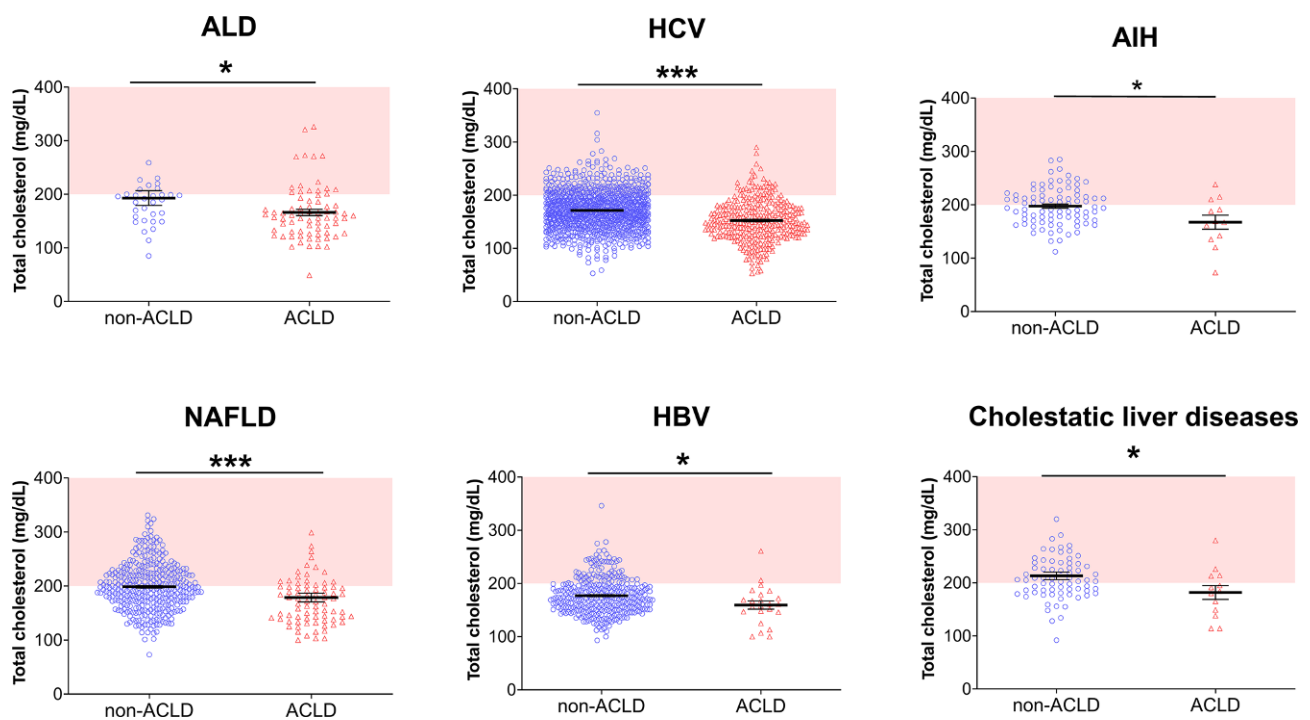 ALD
*
Total cholesterol (mg/dL)
400
300
200
100
0
non-ACLD
ACLD
HCV
***
Total cholesterol (mg/dL)
400
300
200
100
0
non-ACLD
ACLD
AIH
*
Total cholesterol (mg/dL)
400
300
200
100
0
non-ACLD
ACLD
NAFLD
***
Total cholesterol (mg/dL)
400
300
200
100
0
non-ACLD
ACLD
HBV
*
Total cholesterol (mg/dL)
400
300
200
100
0
non-ACLD
ACLD
Cholestatic liver diseases
*
Total cholesterol (mg/dL)
400
300
200
100
0
non-ACLD
ACLD